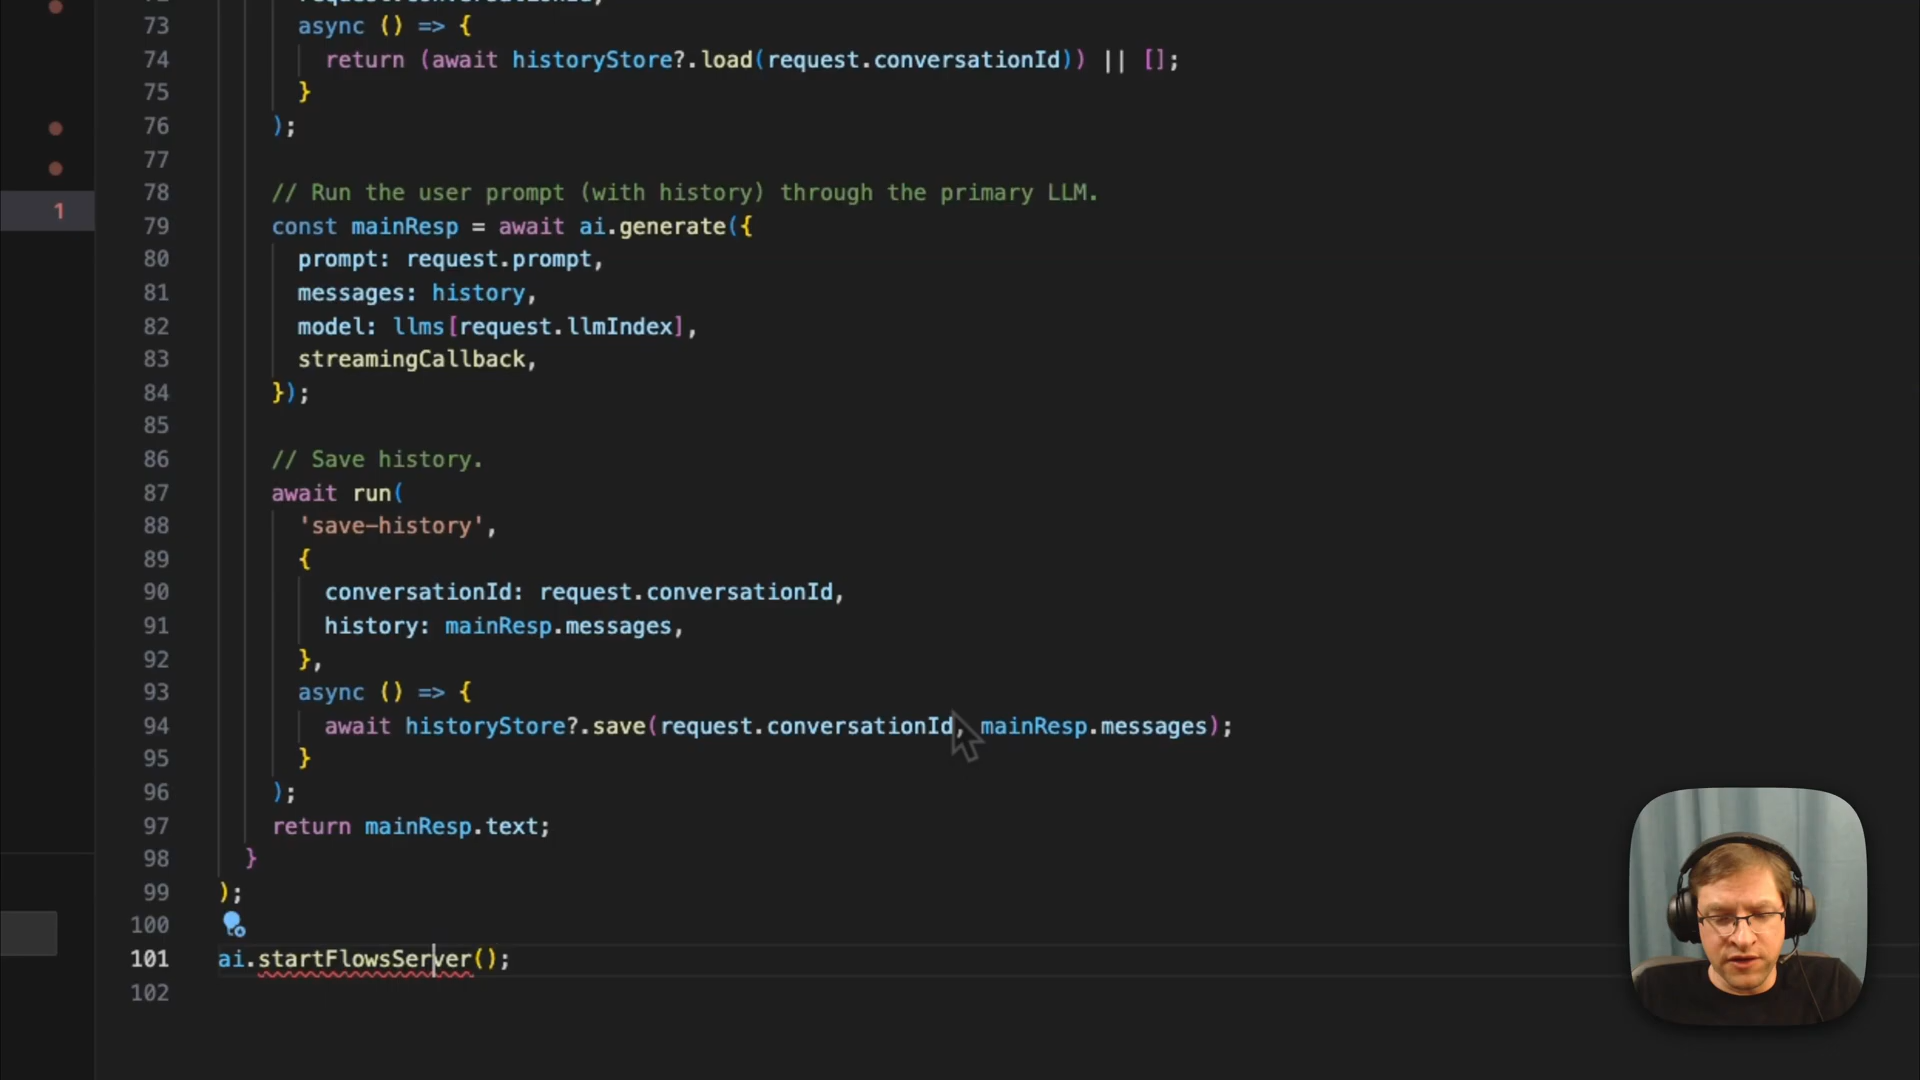 73 async () => {
74 return (await historyStore?.load(request.conversationId)) || [];
75 }
76 );
77
78 // Run the user prompt (with history) through the primary LLM.
79 const mainResp = await ai.generate({
80 prompt: request.prompt,
81 messages: history,
82 model: llms[request.llmIndex],
83 streamingCallback,
84 });
85
86 // Save history.
87 await run(
88 'save-history',
89 {
90 conversationId: request.conversationId,
91 history: mainResp.messages,
92 },
93 async () => {
94 await historyStore?.save(request.conversationId, mainResp.messages);
95 }
96 );
97 return mainResp.text;
98 }
99 );
100
101 ai.startFlowsServer();
102
1